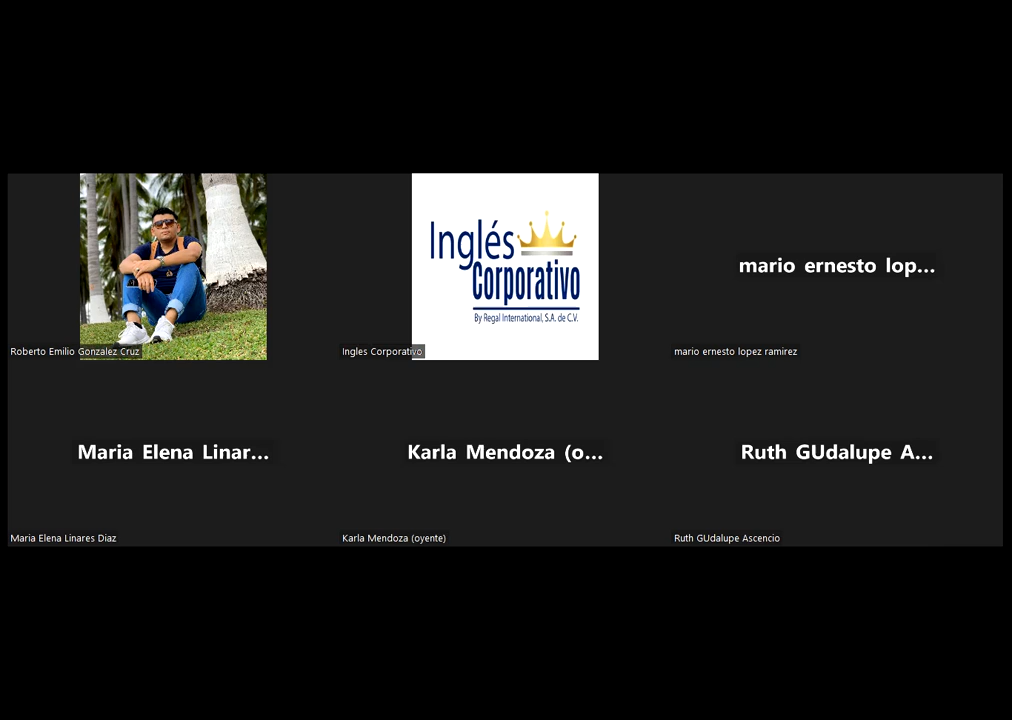 Inglés
Corporativo
By Regal International, S.A. de C.V.
mario ernesto lop...
Roberto Emilio Gonzalez Cruz
Ingles Corporativo
mario ernesto lopez ramirez
Maria Elena Linar...
Karla Mendoza (o...
Ruth GUdalupe A...
Maria Elena Linares Diaz
Karla Mendoza (oyente)
Ruth GUdalupe Ascencio